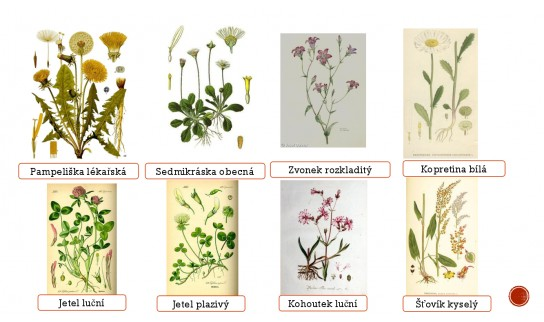 Pampeliška lékařská
Sedmikráska obecná
Zvonek rozkladitý
Kopretina bílá
Jetel luční
Jetel plazivý
Kohoutek luční
Šťovík kyselý